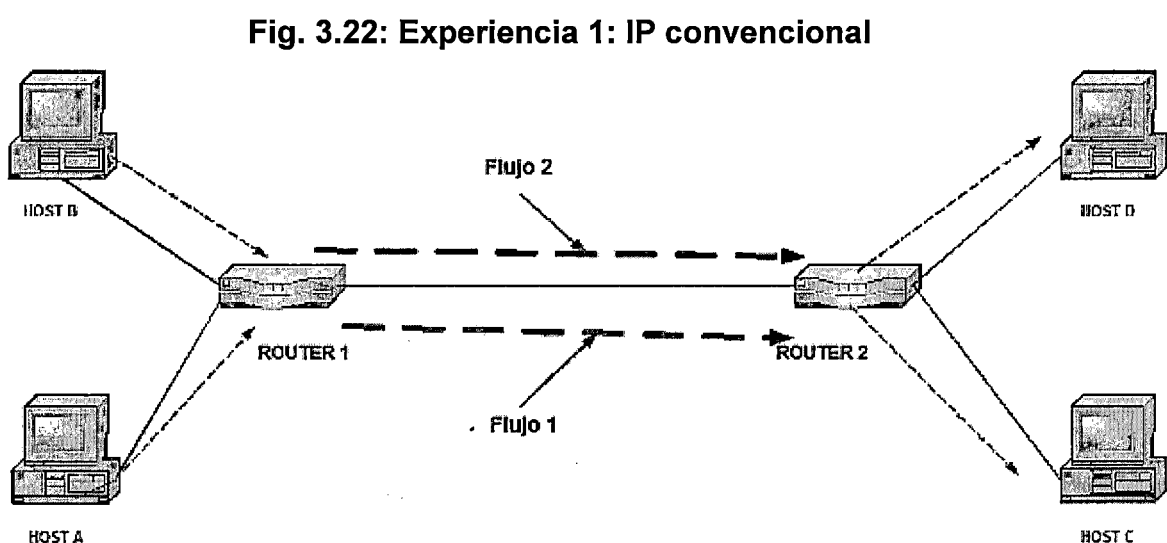 Fig. 3.22: Experiencia 1: IP convencional
Flujo 2
HOST B
HOST D
ROUTER 1
ROUTER 2
Flujo 1
HOST A
HOST C